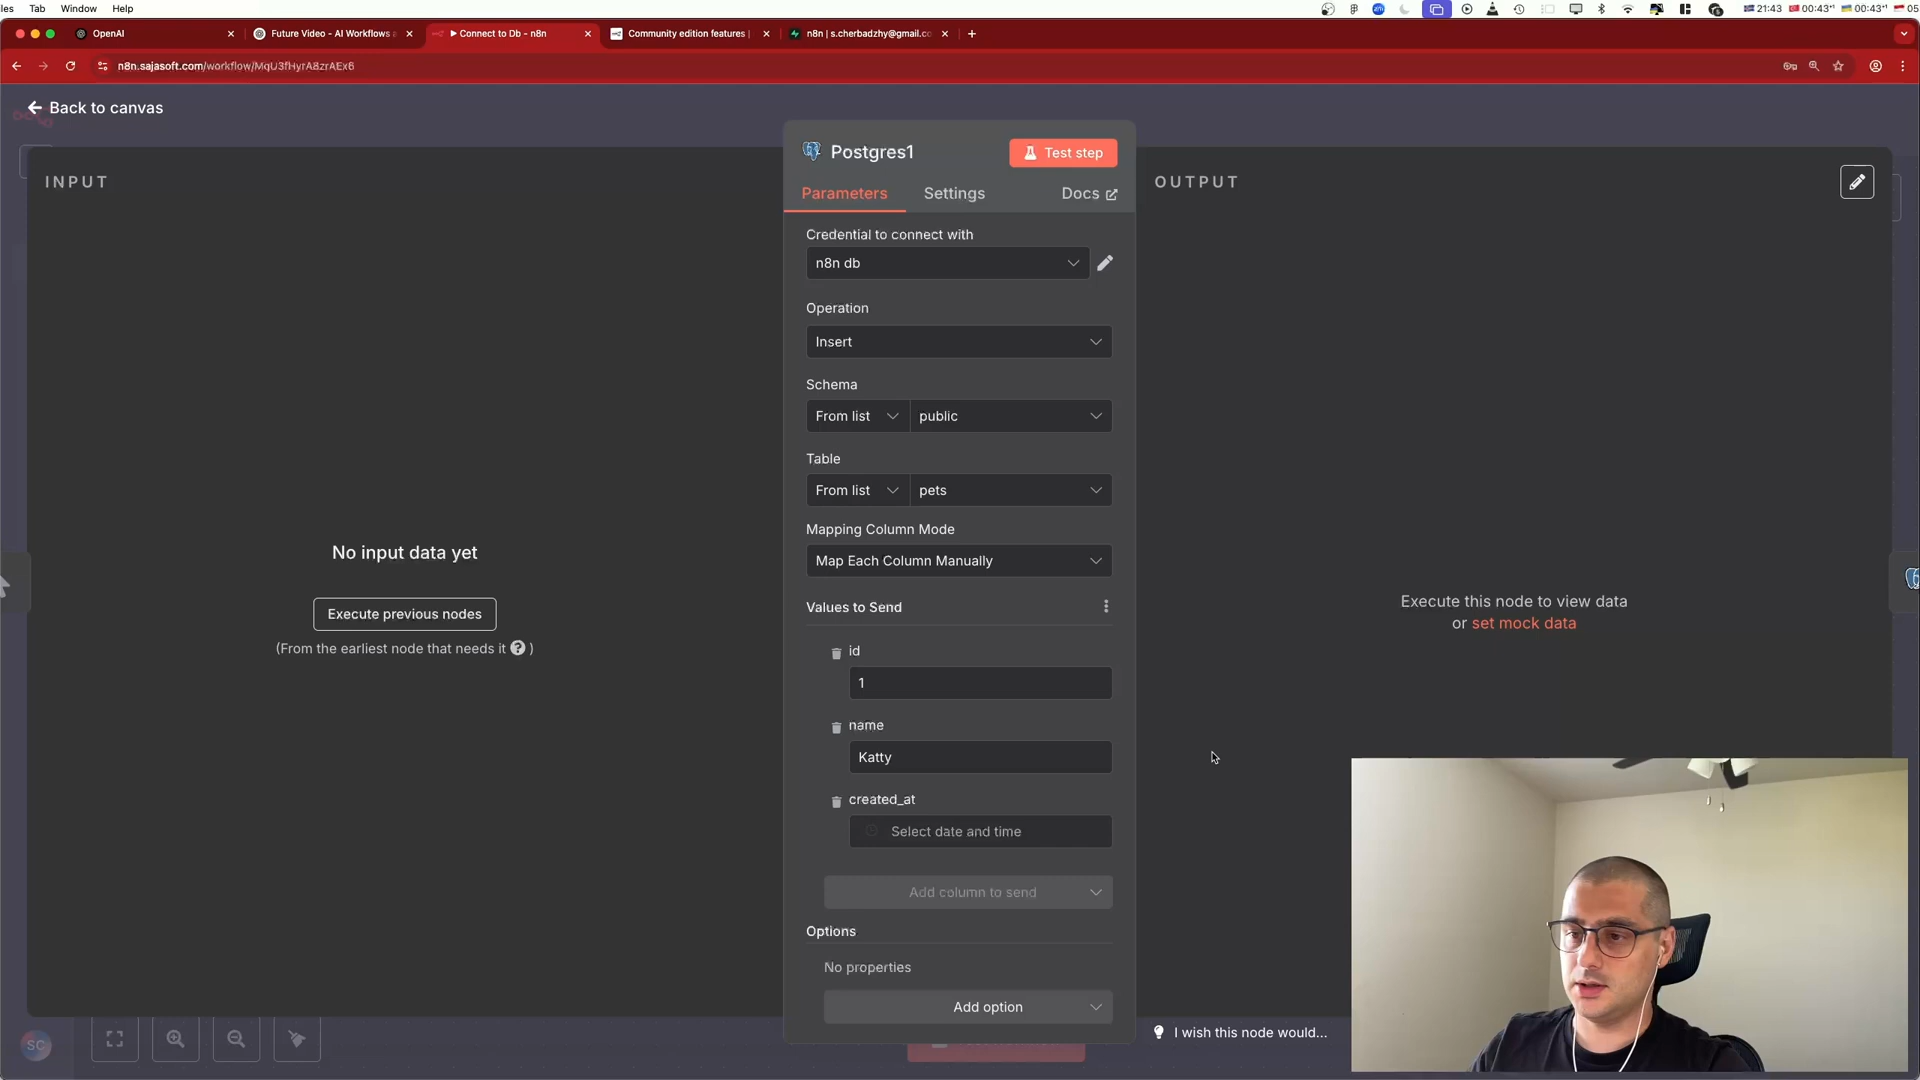 Tab Window Help
21:43 00:43+1 00:43+1 05
OpenAI
Future Video - AI Workflows
Connect to Db - n8n
Community edition features |
n8n | s.cherbadzhy@gmail.co
n8n.sajasoft.com/workflow/MqU3fHyrA8zrAEx6
Back to canvas
Postgres1
Test step
INPUT
Parameters
Settings
Docs
OUTPUT
Credential to connect with
n8n db
Operation
Insert
Schema
From list
public
Table
From list
pets
Mapping Column Mode
Map Each Column Manually
No input data yet
Execute previous nodes
(From the earliest node that needs it ? )
Values to Send
id
1
name
Katty
created_at
Select date and time
Add column to send
Options
No properties
Add option
Execute this node to view data
or set mock data
I wish this node would...
SC